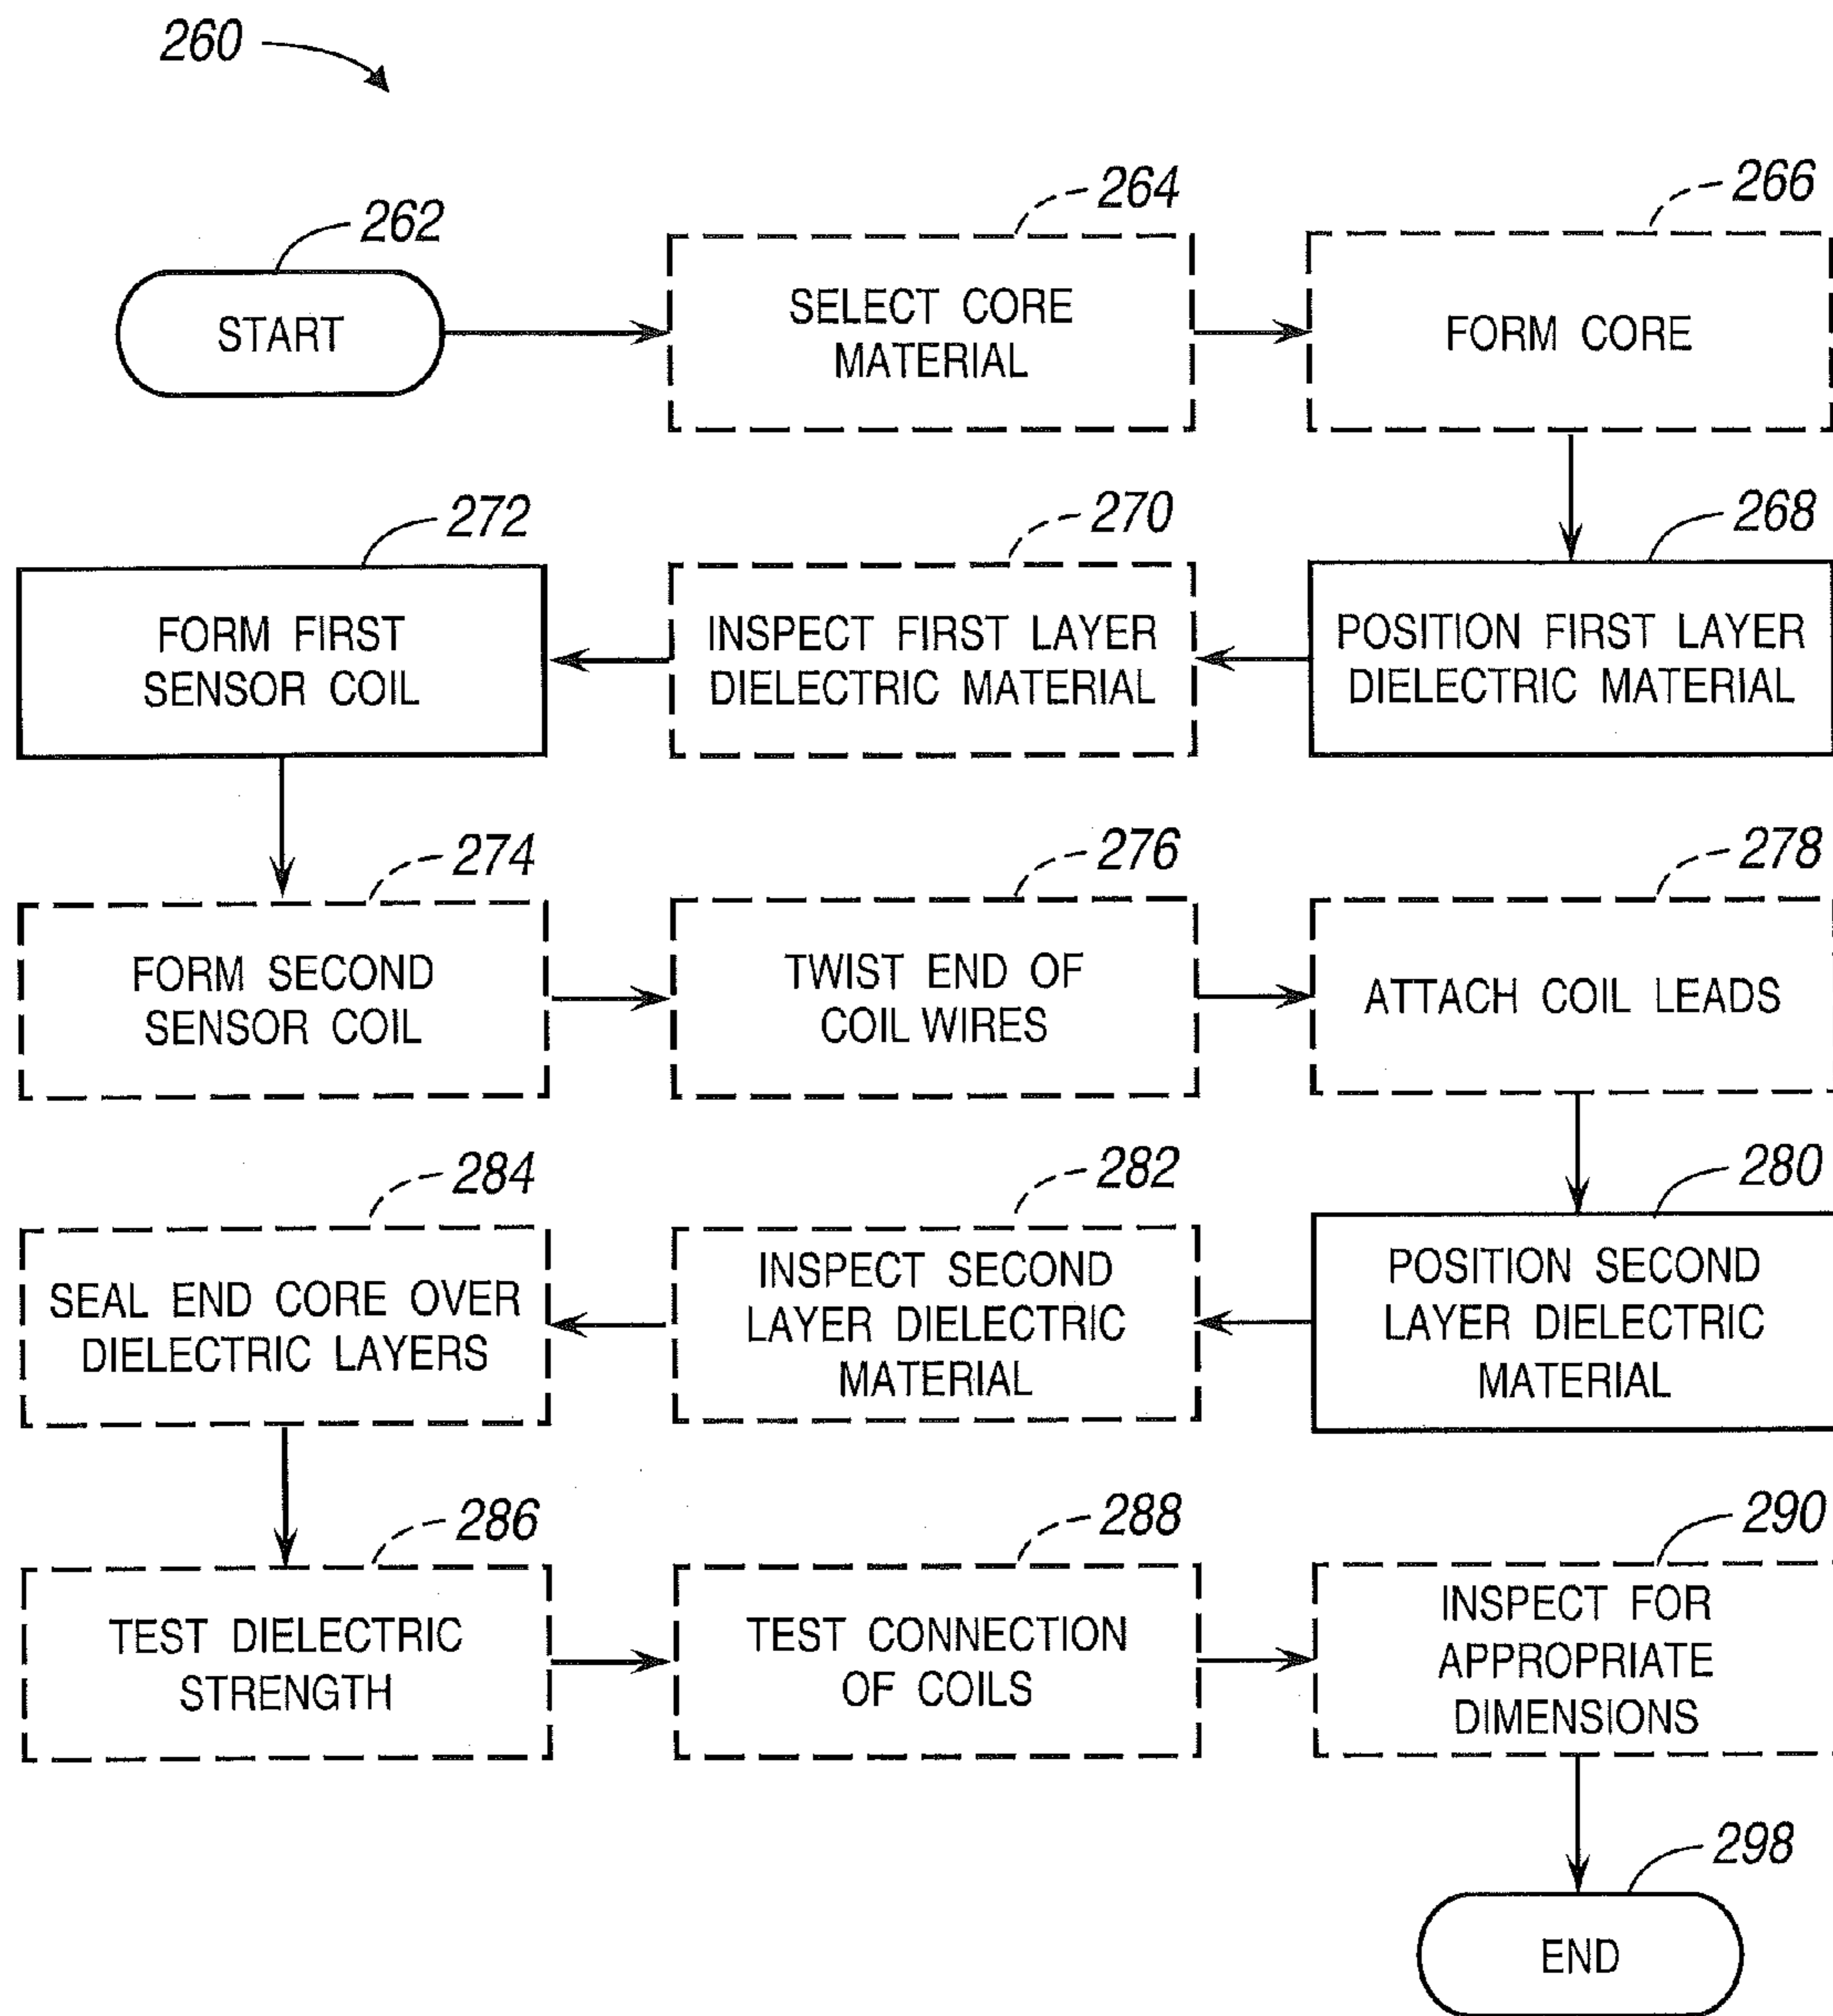 260
262
START
264
SELECT CORE
MATERIAL
266
FORM CORE
268
POSITION FIRST LAYER
DIELECTRIC MATERIAL
270
INSPECT FIRST LAYER
DIELECTRIC MATERIAL
272
FORM FIRST
SENSOR COIL
274
FORM SECOND
SENSOR COIL
276
TWIST END OF
COIL WIRES
278
ATTACH COIL LEADS
280
POSITION SECOND
LAYER DIELECTRIC
MATERIAL
282
INSPECT SECOND
LAYER DIELECTRIC
MATERIAL
284
SEAL END CORE OVER
DIELECTRIC LAYERS
286
TEST DIELECTRIC
STRENGTH
288
TEST CONNECTION
OF COILS
290
INSPECT FOR
APPROPRIATE
DIMENSIONS
298
END